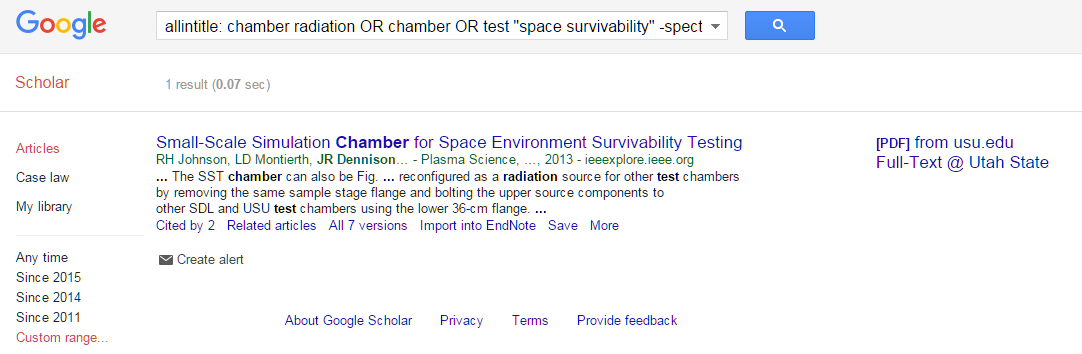 Google
allintitle: chamber radiation OR chamber OR test "space survivability" -spect
Scholar
1 result (0.07 sec)
Articles
Case law
My library
Any time
Since 2015
Since 2014
Since 2011
Custom range...
Small-Scale Simulation Chamber for Space Environment Survivability Testing
RH Johnson, LD Montierth, JR Dennison... - Plasma Science, ..., 2013 - ieeexplore.ieee.org
... The SST chamber can also be Fig. ... reconfigured as a radiation source for other test chambers
by removing the same sample stage flange and bolting the upper source components to
other SDL and USU test chambers using the lower 36-cm flange. ...
Cited by 2 Related articles All 7 versions Import into EndNote Save More
[PDF] from usu.edu
Full-Text @ Utah State
Create alert
About Google Scholar Privacy Terms Provide feedback